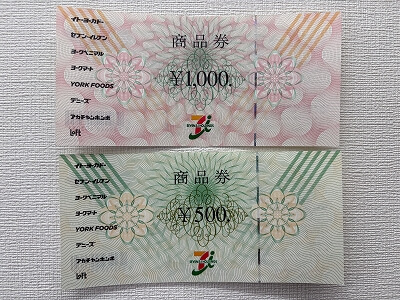 イトーヨーカドー
セブン-イレブン
ヨークベニマル
ヨークマート
YORK FOODS
デニーズ
アカチャンホンポ
Loft
商品券
¥1,000
イトーヨーカドー
セブン-イレブン
ヨークベニマル
ヨークマート
YORK FOODS
デニーズ
アカチャンホンポ
Loft
商品券
¥500